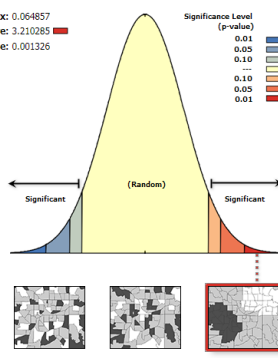 x: 0.064857
e: 3.210285
e: 0.001326
Significance Level
(p-value)
0.01
0.05
0.10
---
0.10
0.05
0.01
(Random)
Significant
Significant